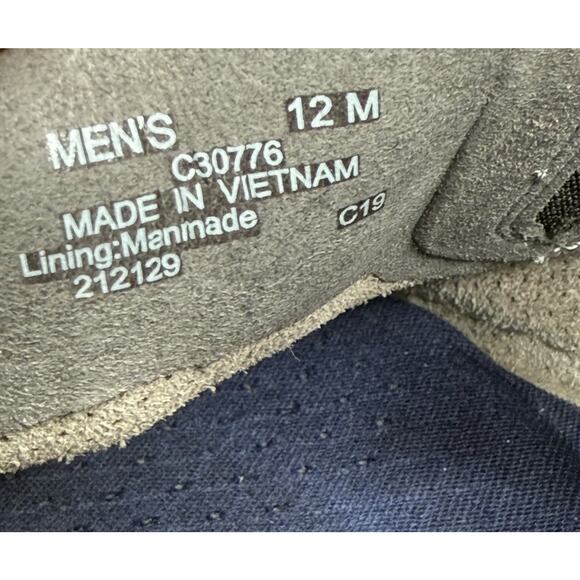 MEN'S 12 M
C30776
MADE IN VIETNAM
Lining:Manmade C19
212129